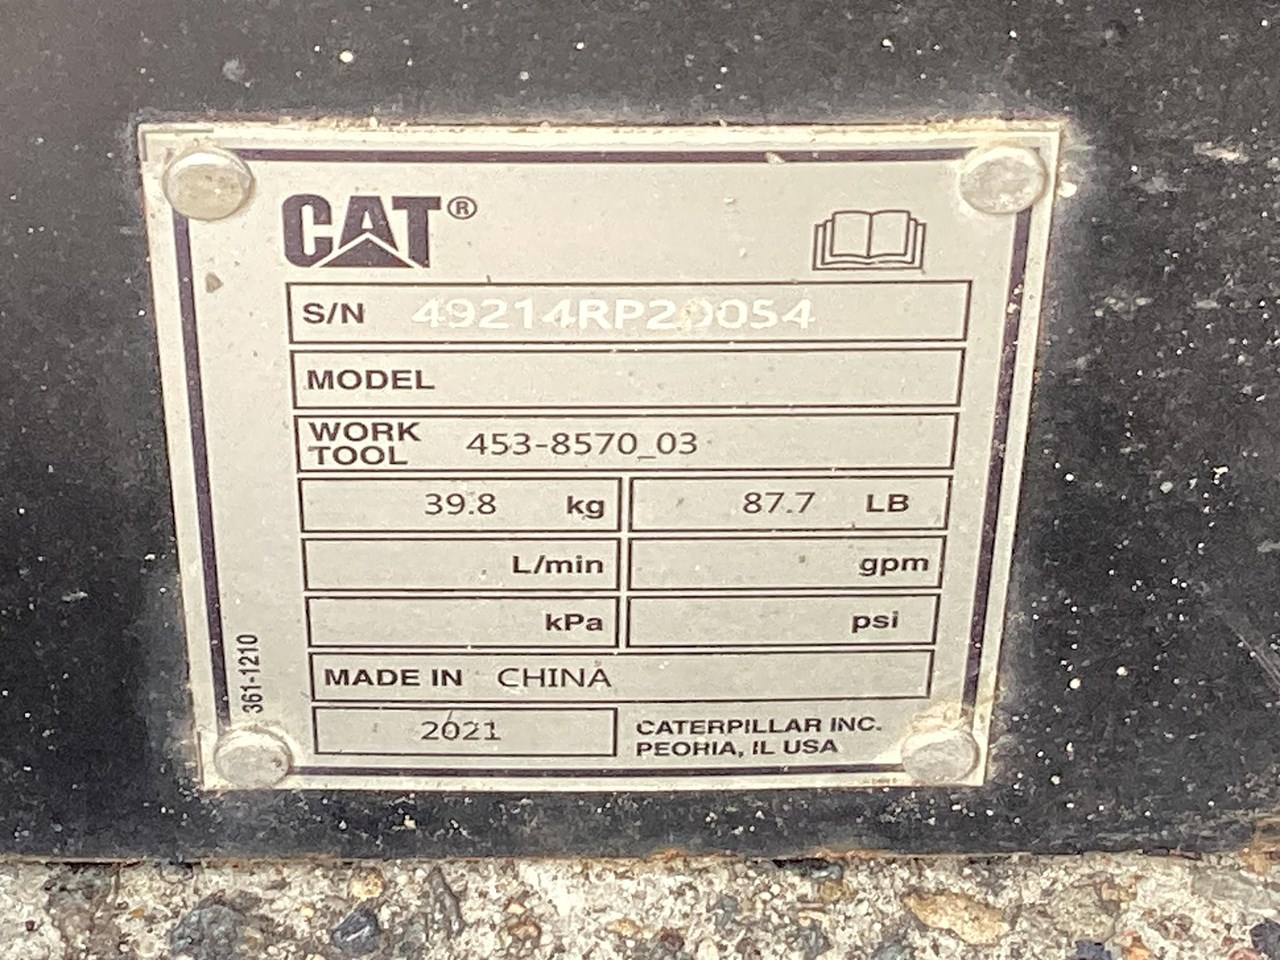 CAT®
S/N 49214RP20054
MODEL
WORK TOOL 453-8570_03
39.8 kg 87.7 LB
L/min gpm
kPa psi
MADE IN CHINA
2021 CATERPILLAR INC.
PEORIA, IL USA
361-1210